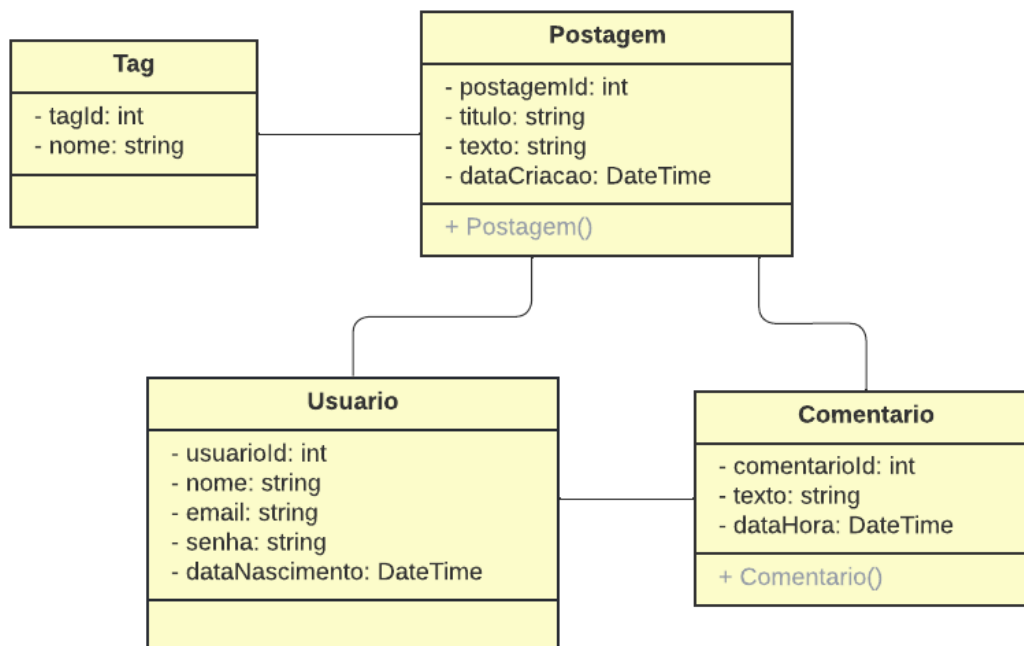 Tag
- tagId: int
- nome: string
Postagem
- postagemId: int
- titulo: string
- texto: string
- dataCriacao: DateTime
+ Postagem()
Usuario
- usuarioId: int
- nome: string
- email: string
- senha: string
- dataNascimento: DateTime
Comentario
- comentarioId: int
- texto: string
- dataHora: DateTime
+ Comentario()